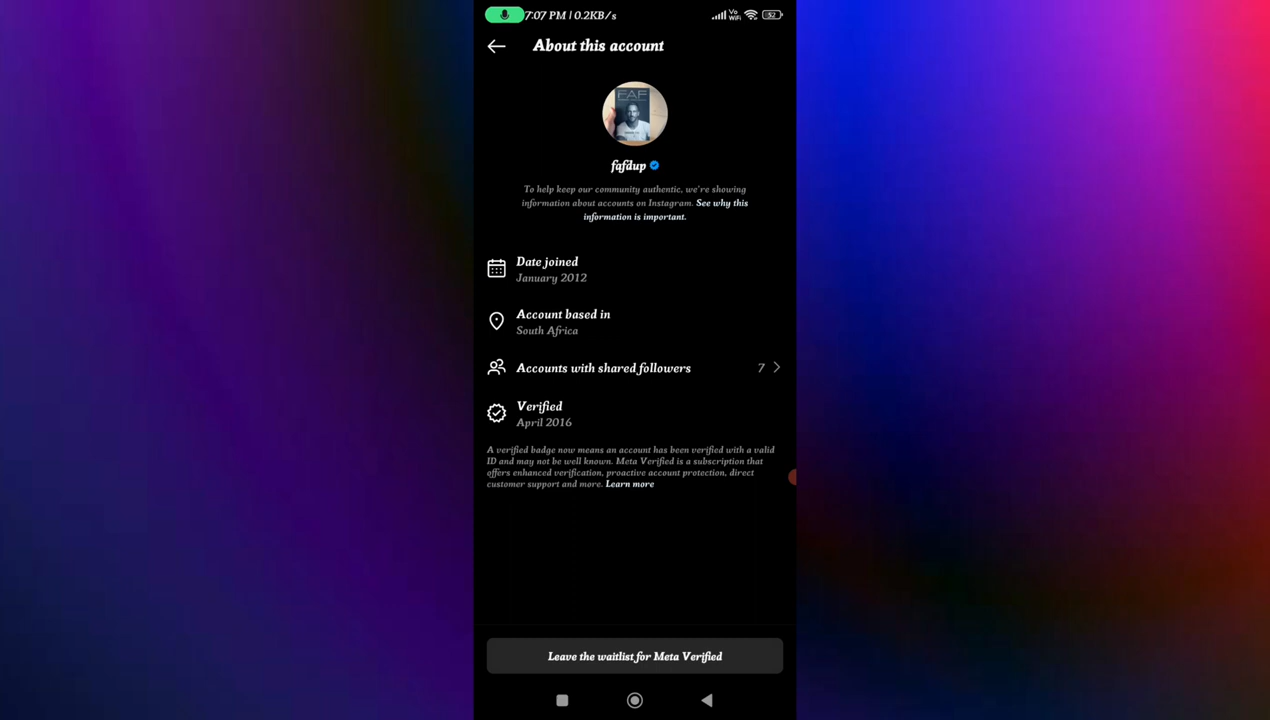 7:07 PM | 0.2KB/s
Vo
WiFi
52
About this account
FAF
fafdup
To help keep our community authentic, we're showing
information about accounts on Instagram. See why this
information is important.
Date joined
January 2012
Account based in
South Africa
Accounts with shared followers 7
Verified
April 2016
A verified badge now means an account has been verified with a valid
ID and may not be well known. Meta Verified is a subscription that
offers enhanced verification, proactive account protection, direct
customer support and more. Learn more
Leave the waitlist for Meta Verified